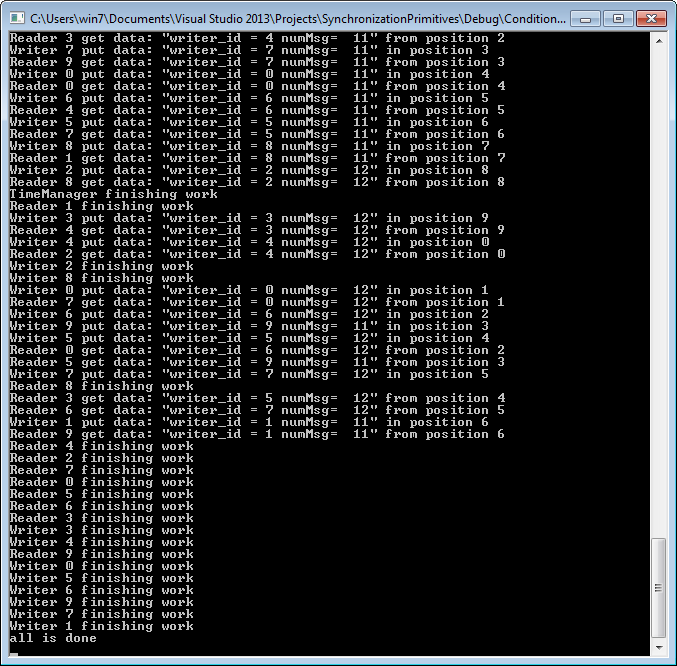 C:\Users\win7\Documents\Visual Studio 2013\Projects\SynchronizationPrimitives\Debug\Condition...
Reader 3 get data: "writer_id = 4 numMsg=  11" from position 2
Writer 7 put data: "writer_id = 7 numMsg=  11" in position 3
Reader 9 get data: "writer_id = 7 numMsg=  11" from position 3
Writer 0 put data: "writer_id = 0 numMsg=  11" in position 4
Reader 0 get data: "writer_id = 0 numMsg=  11" from position 4
Writer 6 put data: "writer_id = 6 numMsg=  11" in position 5
Reader 4 get data: "writer_id = 6 numMsg=  11" from position 5
Writer 5 put data: "writer_id = 5 numMsg=  11" in position 6
Reader 7 get data: "writer_id = 5 numMsg=  11" from position 6
Writer 8 put data: "writer_id = 8 numMsg=  11" in position 7
Reader 1 get data: "writer_id = 8 numMsg=  11" from position 7
Writer 2 put data: "writer_id = 2 numMsg=  12" in position 8
Reader 8 get data: "writer_id = 2 numMsg=  12" from position 8
TimeManager finishing work
Reader 1 finishing work
Writer 3 put data: "writer_id = 3 numMsg=  12" in position 9
Reader 4 get data: "writer_id = 3 numMsg=  12" from position 9
Writer 4 put data: "writer_id = 4 numMsg=  12" in position 0
Reader 2 get data: "writer_id = 4 numMsg=  12" from position 0
Writer 2 finishing work
Writer 8 finishing work
Writer 0 put data: "writer_id = 0 numMsg=  12" in position 1
Reader 7 get data: "writer_id = 0 numMsg=  12" from position 1
Writer 6 put data: "writer_id = 6 numMsg=  12" in position 2
Writer 9 put data: "writer_id = 9 numMsg=  11" in position 3
Writer 5 put data: "writer_id = 5 numMsg=  12" in position 4
Reader 0 get data: "writer_id = 6 numMsg=  12" from position 2
Reader 5 get data: "writer_id = 9 numMsg=  11" from position 3
Writer 7 put data: "writer_id = 7 numMsg=  12" in position 5
Reader 8 finishing work
Reader 3 get data: "writer_id = 5 numMsg=  12" from position 4
Reader 6 get data: "writer_id = 7 numMsg=  12" from position 5
Writer 1 put data: "writer_id = 1 numMsg=  11" in position 6
Reader 9 get data: "writer_id = 1 numMsg=  11" from position 6
Reader 4 finishing work
Reader 2 finishing work
Reader 7 finishing work
Reader 0 finishing work
Reader 5 finishing work
Reader 6 finishing work
Reader 3 finishing work
Writer 3 finishing work
Writer 4 finishing work
Reader 9 finishing work
Writer 0 finishing work
Writer 5 finishing work
Writer 6 finishing work
Writer 9 finishing work
Writer 7 finishing work
Writer 1 finishing work
all is done